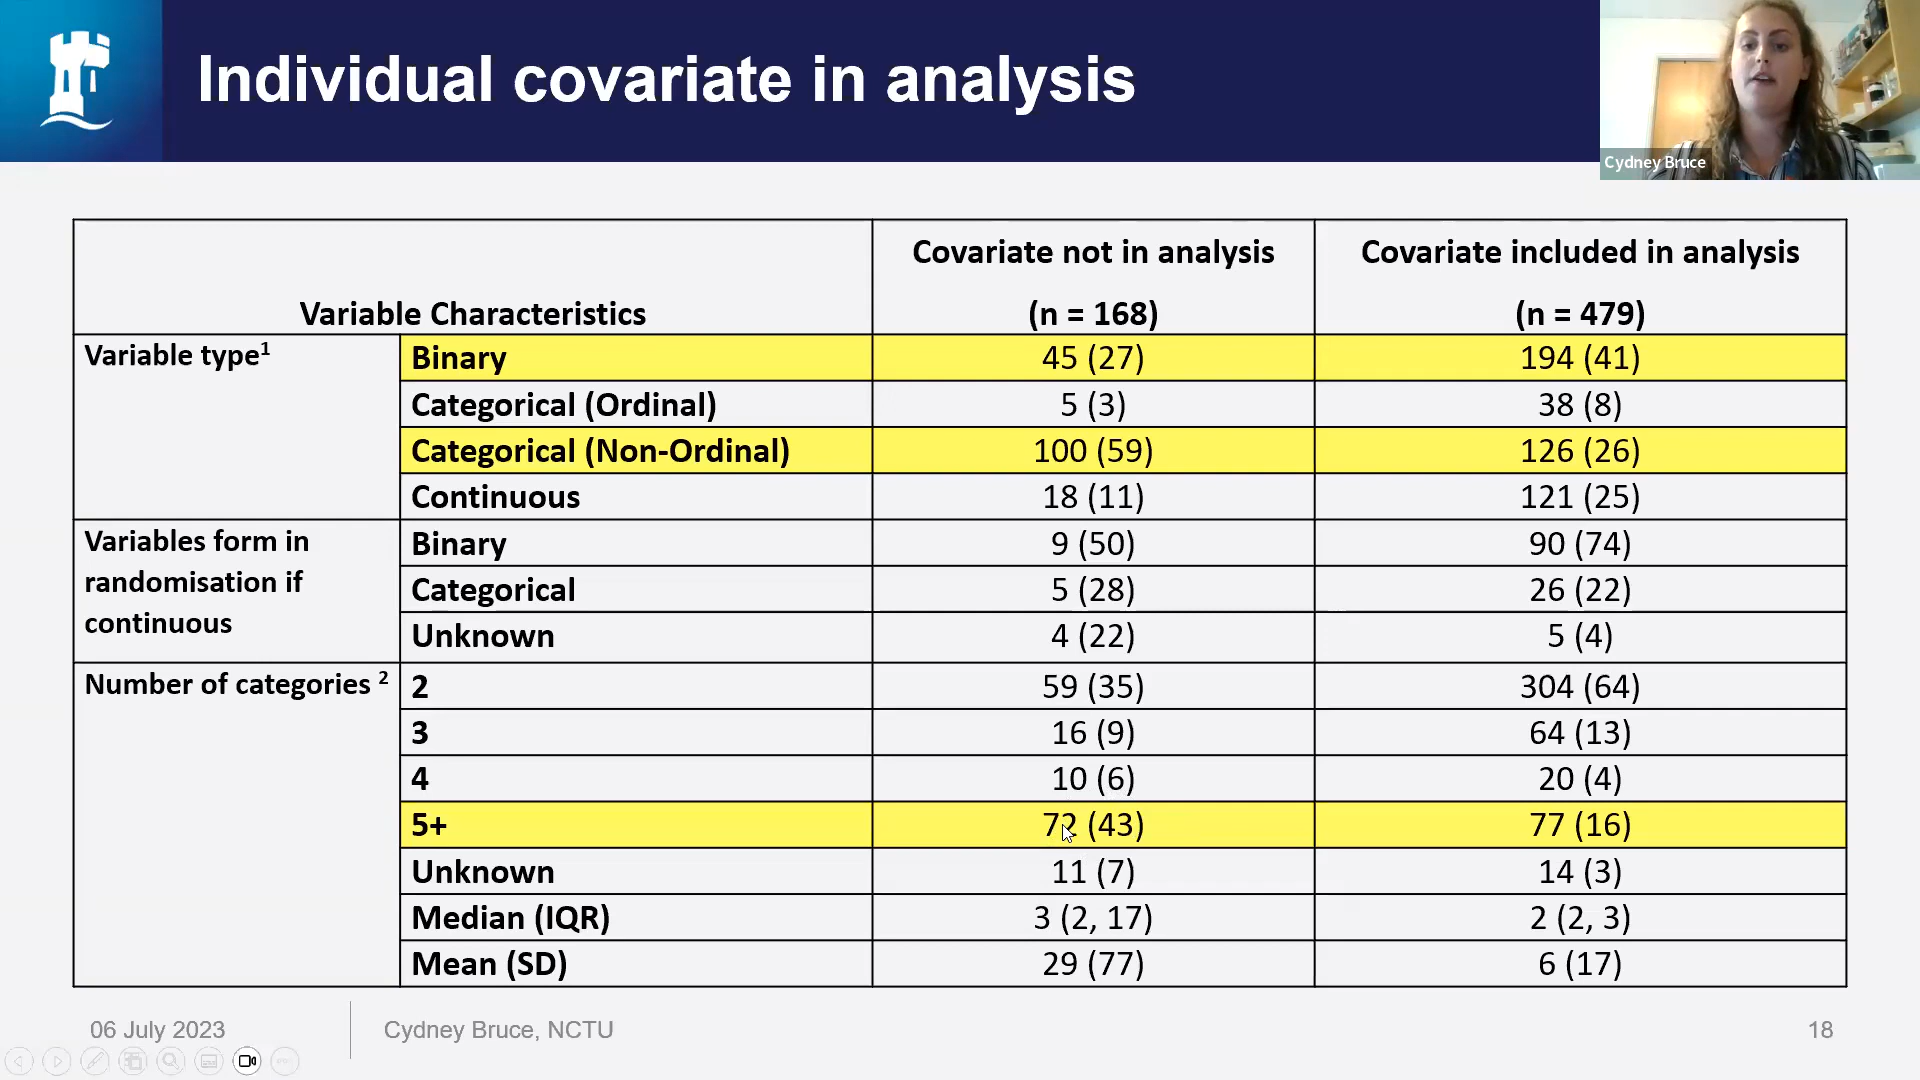 Individual covariate in analysis
Cydney Bruce
Variable Characteristics
Covariate not in analysis
(n = 168)
Covariate included in analysis
(n = 479)
Variable type1
Binary 45 (27) 194 (41)
Categorical (Ordinal) 5 (3) 38 (8)
Categorical (Non-Ordinal) 100 (59) 126 (26)
Continuous 18 (11) 121 (25)
Variables form in
randomisation if
continuous
Binary 9 (50) 90 (74)
Categorical 5 (28) 26 (22)
Unknown 4 (22) 5 (4)
Number of categories 2
2 59 (35) 304 (64)
3 16 (9) 64 (13)
4 10 (6) 20 (4)
5+ 72 (43) 77 (16)
Unknown 11 (7) 14 (3)
Median (IQR) 3 (2, 17) 2 (2, 3)
Mean (SD) 29 (77) 6 (17)
06 July 2023
Cydney Bruce, NCTU
18